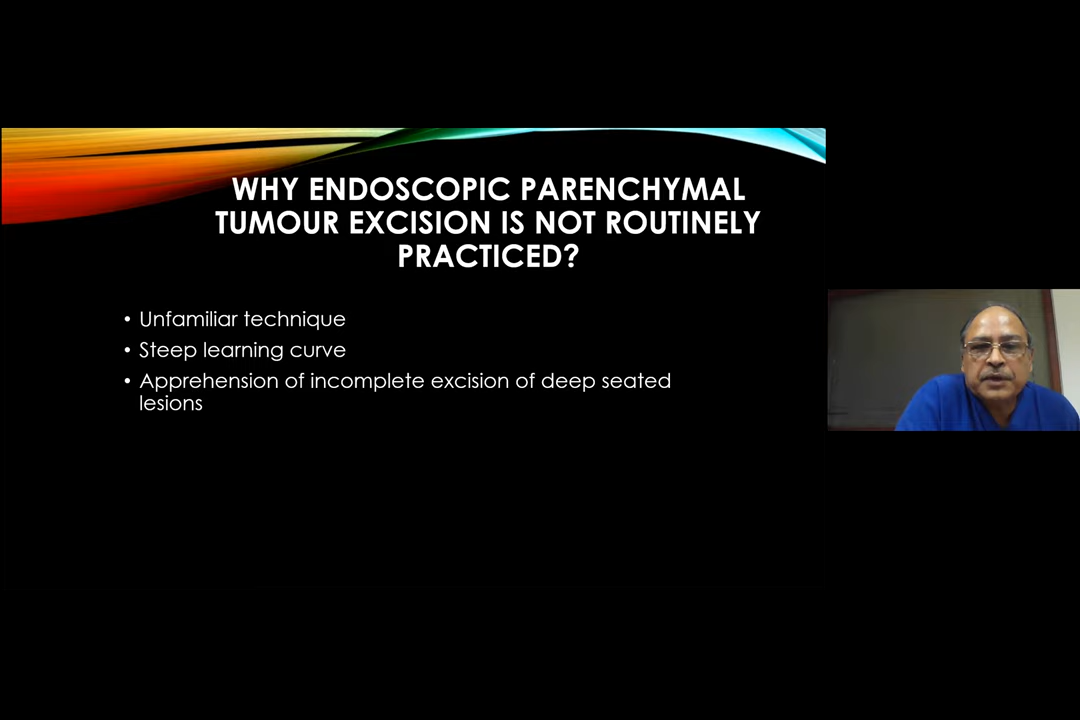 WHY ENDOSCOPIC PARENCHYMAL
TUMOUR EXCISION IS NOT ROUTINELY
PRACTICED?
• Unfamiliar technique
• Steep learning curve
• Apprehension of incomplete excision of deep seated
lesions